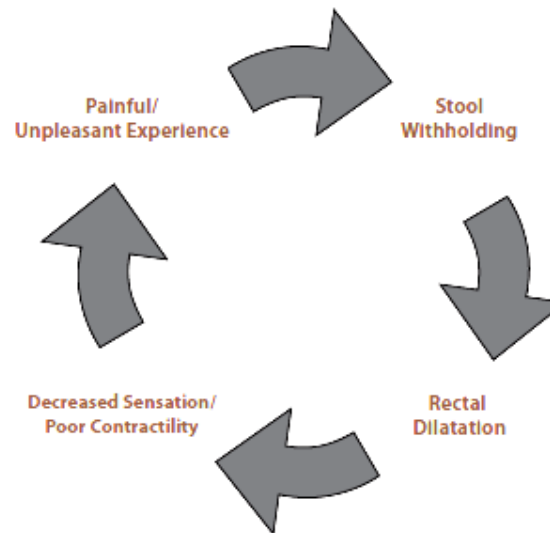 Painful/
Unpleasant Experience
Stool
Withholding
Decreased Sensation/
Poor Contractility
Rectal
Dilatation